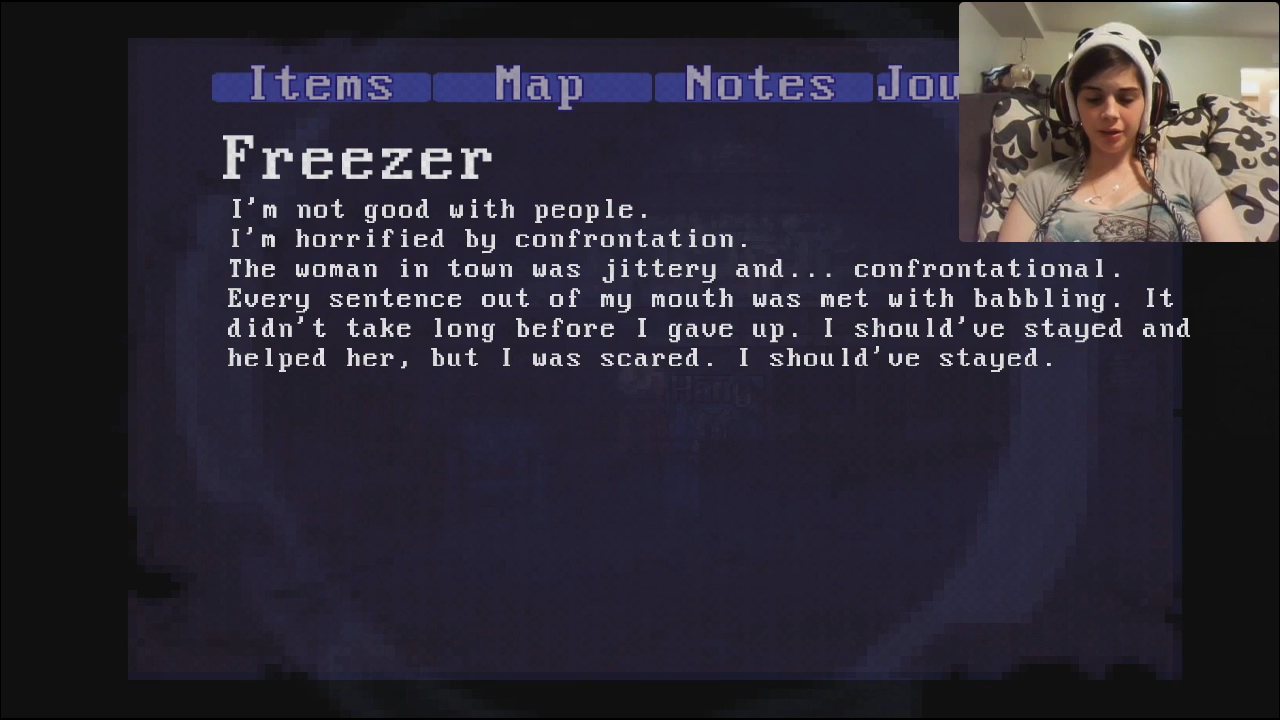 Items Map Notes Jou
Freezer
I'm not good with people.
I'm horrified by confrontation.
The woman in town was jittery and... confrontational.
Every sentence out of my mouth was met with babbling. It
didn't take long before I gave up. I should've stayed and
helped her, but I was scared. I should've stayed.